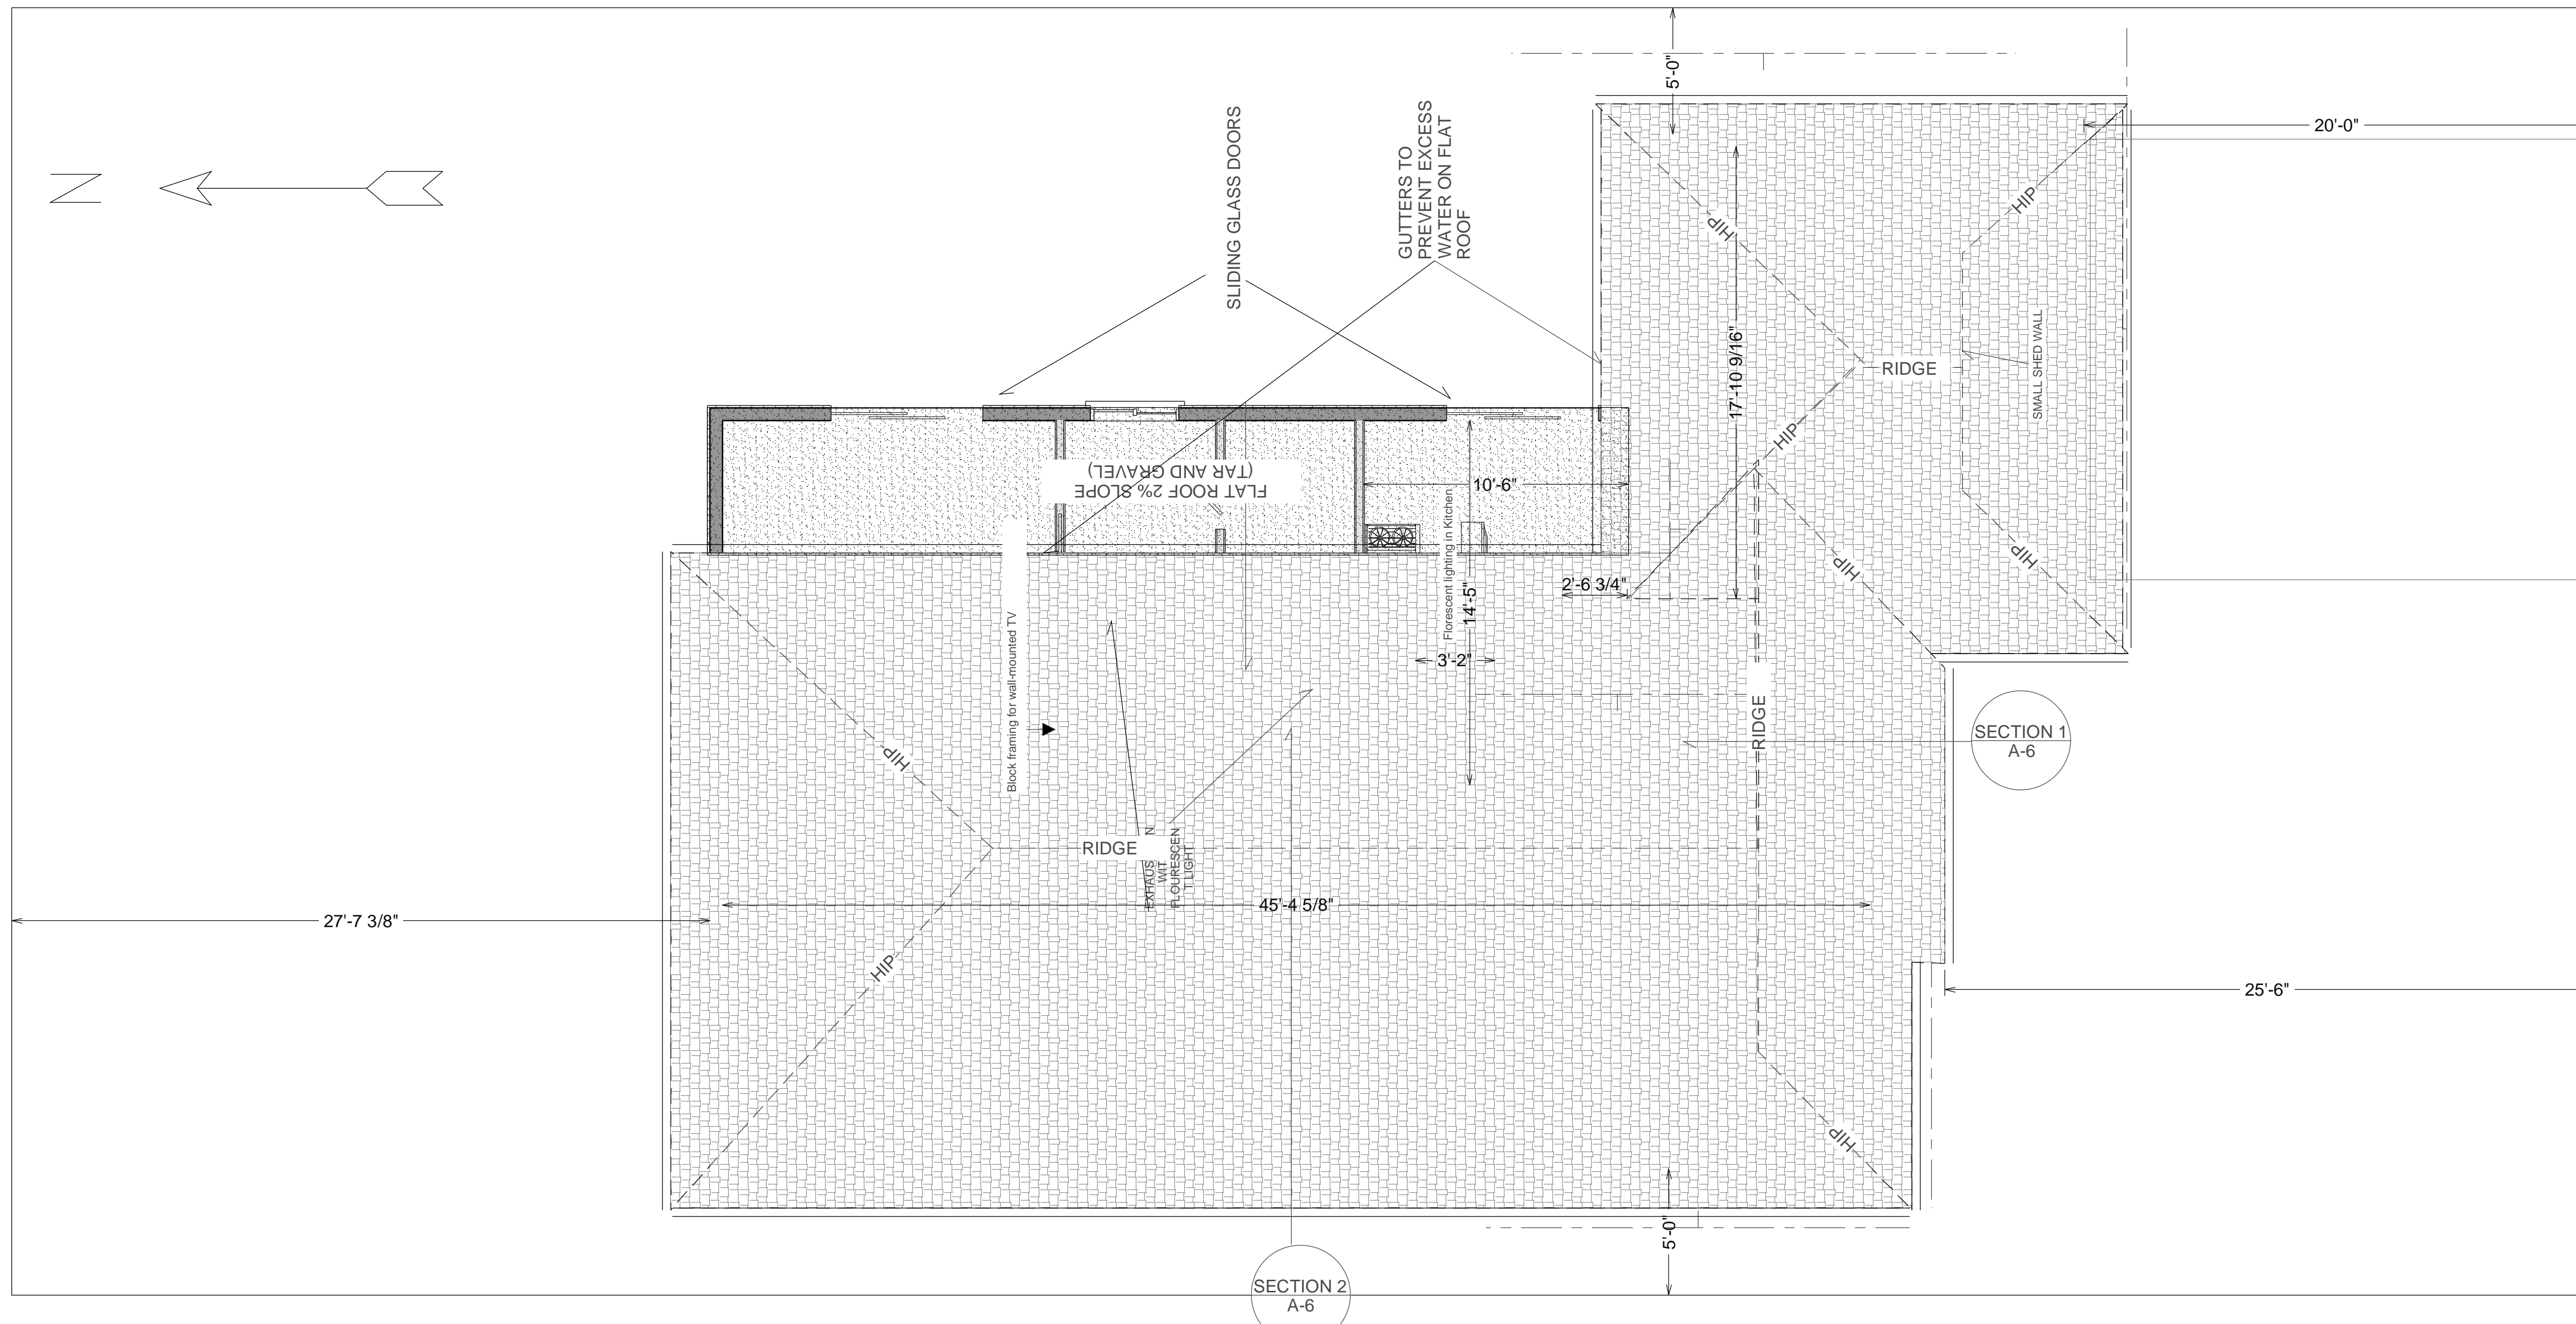 N
5'-0"
20'-0"
SLIDING GLASS DOORS
GUTTERS TO
PREVENT EXCESS
WATER ON FLAT
ROOF
HIP
HIP
17'-10 9/16"
RIDGE
SMALL SHED WALL
HIP
HIP
HIP
FLAT ROOF 2% SLOPE
(TAR AND GRAVEL)
10'-6"
Florescent lighting in Kitchen
14'-5"
2'-6 3/4"
3'-2"
Block framing for wall-mounted TV
RIDGE
SECTION 1
A-6
HIP
RIDGE
EXHAUS N
WIT
FLOURESCEN
T LIGHT
45'-4 5/8"
27'-7 3/8"
HIP
25'-6"
HIP
5'-0"
SECTION 2
A-6